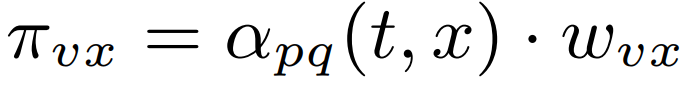 π_{vx} = α_{pq}(t, x) · w_{vx}